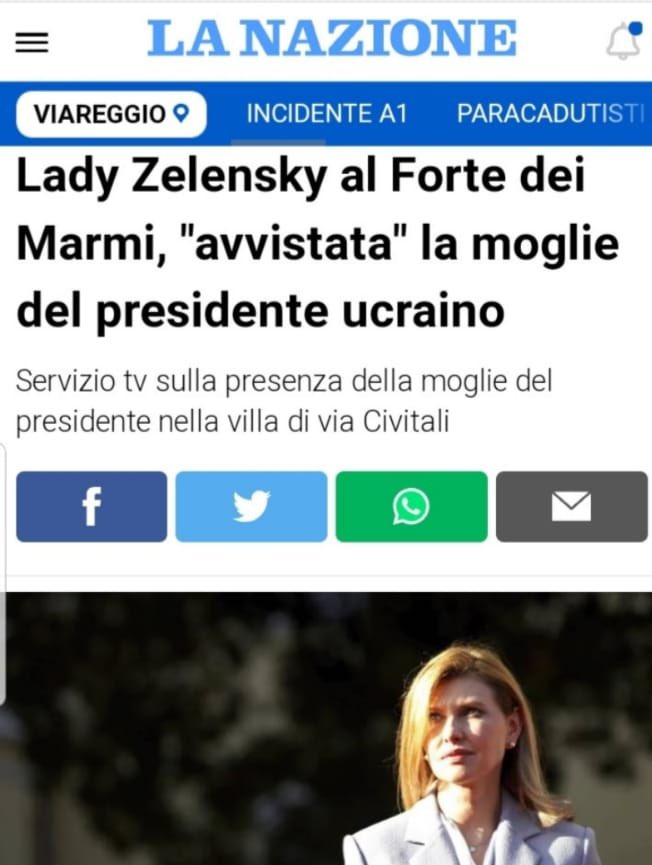 LA NAZIONE
VIAREGGIO
INCIDENTE A1
PARACADUTISTI
Lady Zelensky al Forte dei
Marmi, "avvistata" la moglie
del presidente ucraino
Servizio tv sulla presenza della moglie del
presidente nella villa di via Civitali